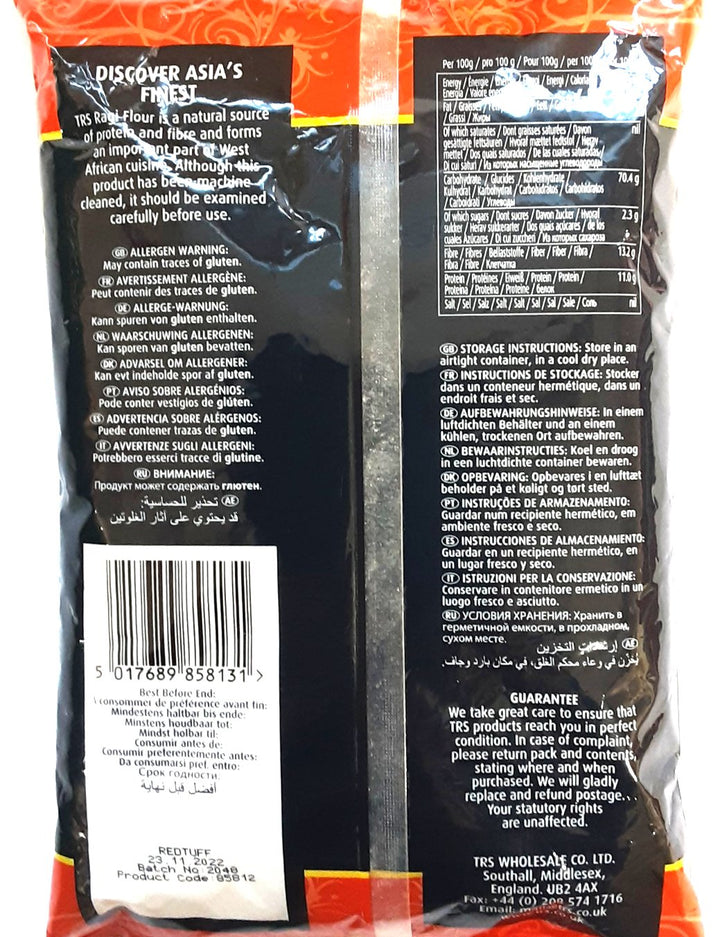 DISCOVER ASIA'S
FINEST
TRS Ragi Flour is a natural source
of protein and fibre and forms
an important part of West
African cuisine. Although this
product has been machine
cleaned, it should be examined
carefully before use.
GB ALLERGEN WARNING:
May contain traces of gluten.
FR AVERTISSEMENT ALLERGÈNE:
Peut contenir des traces de gluten.
DE ALLERGIE-WARNUNG:
Kann spuren von gluten enthalten.
NL WAARSCHUWING ALLERGENEN:
Kan sporen van gluten bevatten.
DK ADVARSEL OM ALLERGENER:
Kan evt indeholde spor af gluten.
PT AVISO SOBRE ALERGÉNIOS:
Pode conter vestígios de glúten.
ES ADVERTENCIA SOBRE ALÉRGENOS:
Puede contener trazas de gluten.
IT AVVERTENZE SUGLI ALLERGENI:
Potrebbero esserci tracce di glutine.
RU ВНИМАНИЕ:
Продукт может содержать глютен.
AE تحذير للحساسية:
قد يحتوي على آثار الغلوتين
5 017689 858131 >
Best Before End:
consommer de préférence avant fin:
Mindestens haltbar bis ende:
Minstens houdbaar tot:
Mindst holbar til:
Consumir antes de:
Consumir preferentemente antes:
Da consumarsi pref. entro:
Срок годности:
أفضل قبل نهاية
REDTUFF
23 11 2022
Batch No 2048
Product Code 85812
Per 100g / pro 100 g / Pour 100g / per 100
Energy / Énergie / Energi / Energi /
Energía / Valore
Fat / Graisses /
/ Grassi / Жиры
Of which saturates / Dont graisses saturées / Davon nil
gesättigte fettsäuren / Hvoraf mættet fedtstof / Hierv
mettet / Dos quais saturados / De las cuales saturadas /
Di cui saturi / Из которых насыщенные углеводороды
Carbohydrate / Glucides / Kohlenhydrate / 70.4 g
Kulhydrat / Karbohydrat / Carboidratos / Carbohidratos
/ Carboidrati / Углеводы
Of which sugars / Dont sucres / Davon Zucker / Hvoraf 2.3 g
sukker / Herav sukkerarter / Dos quais açúcares / de los
cuales Azúcares / Di cui zuccheri / Из которых сахароза
Fibre / Fibres / Bellaststoffe / Fiber / Fiber / Fibra / 13.2 g
Fibra / Fibre / Клетчатка
Protein / Protéines / Eiweiß / Protein / Protein / 11.0 g
Proteina / Proteína / Proteine / белок
Salt / Sel / Salz / Salt / Salt / Sal / Sal / Sale / Соль nil
GB STORAGE INSTRUCTIONS: Store in an
airtight container, in a cool dry place.
FR INSTRUCTIONS DE STOCKAGE: Stocker
dans un conteneur hermétique, dans un
endroit frais et sec.
DE AUFBEWAHRUNGSHINWEISE: In einem
luftdichten Behälter und an einem
kühlen, trockenen Ort aufbewahren.
NL BEWAARINSTRUCTIES: Koel en droog
in een luchtdichte container bewaren.
DK OPBEVARING: Opbevares i en lufttæt
beholder på et køligt og tørt sted.
PT INSTRUÇÕES DE ARMAZENAMENTO:
Guardar num recipiente hermético, em
ambiente fresco e seco.
ES INSTRUCCIONES DE ALMACENAMIENTO:
Guardar en un recipiente hermético, en
un lugar fresco y seco.
IT ISTRUZIONI PER LA CONSERVAZIONE:
Conservare in contenitore ermetico in un
luogo fresco e asciutto.
RU УСЛОВИЯ ХРАНЕНИЯ: Хранить в
герметичной емкости, в прохладном,
сухом месте.
AE إرشادات التخزين
يُخزّن في وعاء محكم الغلق، في مكان بارد وجاف.
GUARANTEE
We take great care to ensure that
TRS products reach you in perfect
condition. In case of complaint,
please return pack and contents,
stating where and when
purchased. We will gladly
replace and refund postage...
Your statutory rights
are unaffected.
TRS WHOLESALE CO. LTD.
Southall, Middlesex,
England. UB2 4AX
Fax: +44 (0) 208 574 1716
Email: trs.co.uk